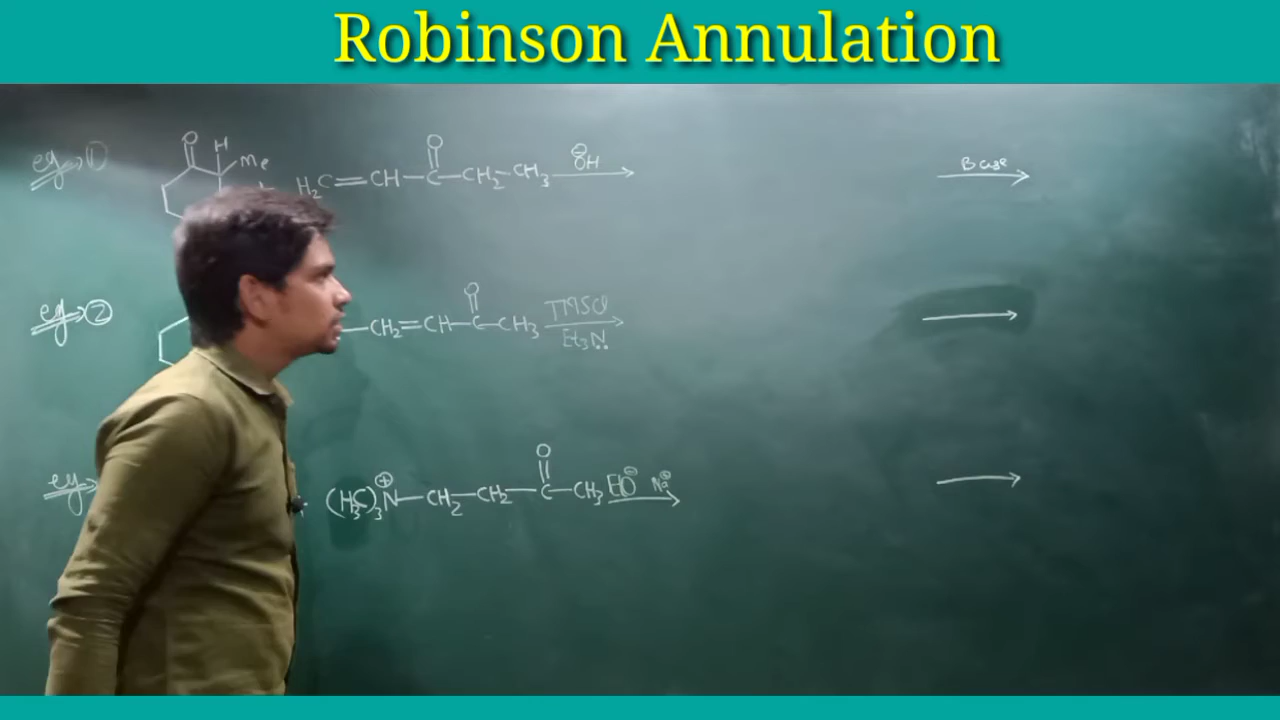 Robinson Annulation
eg→①
O
H
Me
H₂C=CH—C—CH₂—CH₃
O
⊖OH
Base
eg→②
CH₂=CH—C—CH₃
O
TMSCl
Et₃N:
eg→
(H₃C)₃N⊕—CH₂—CH₂—C—CH₃
O
EtO⊖ Na⊕